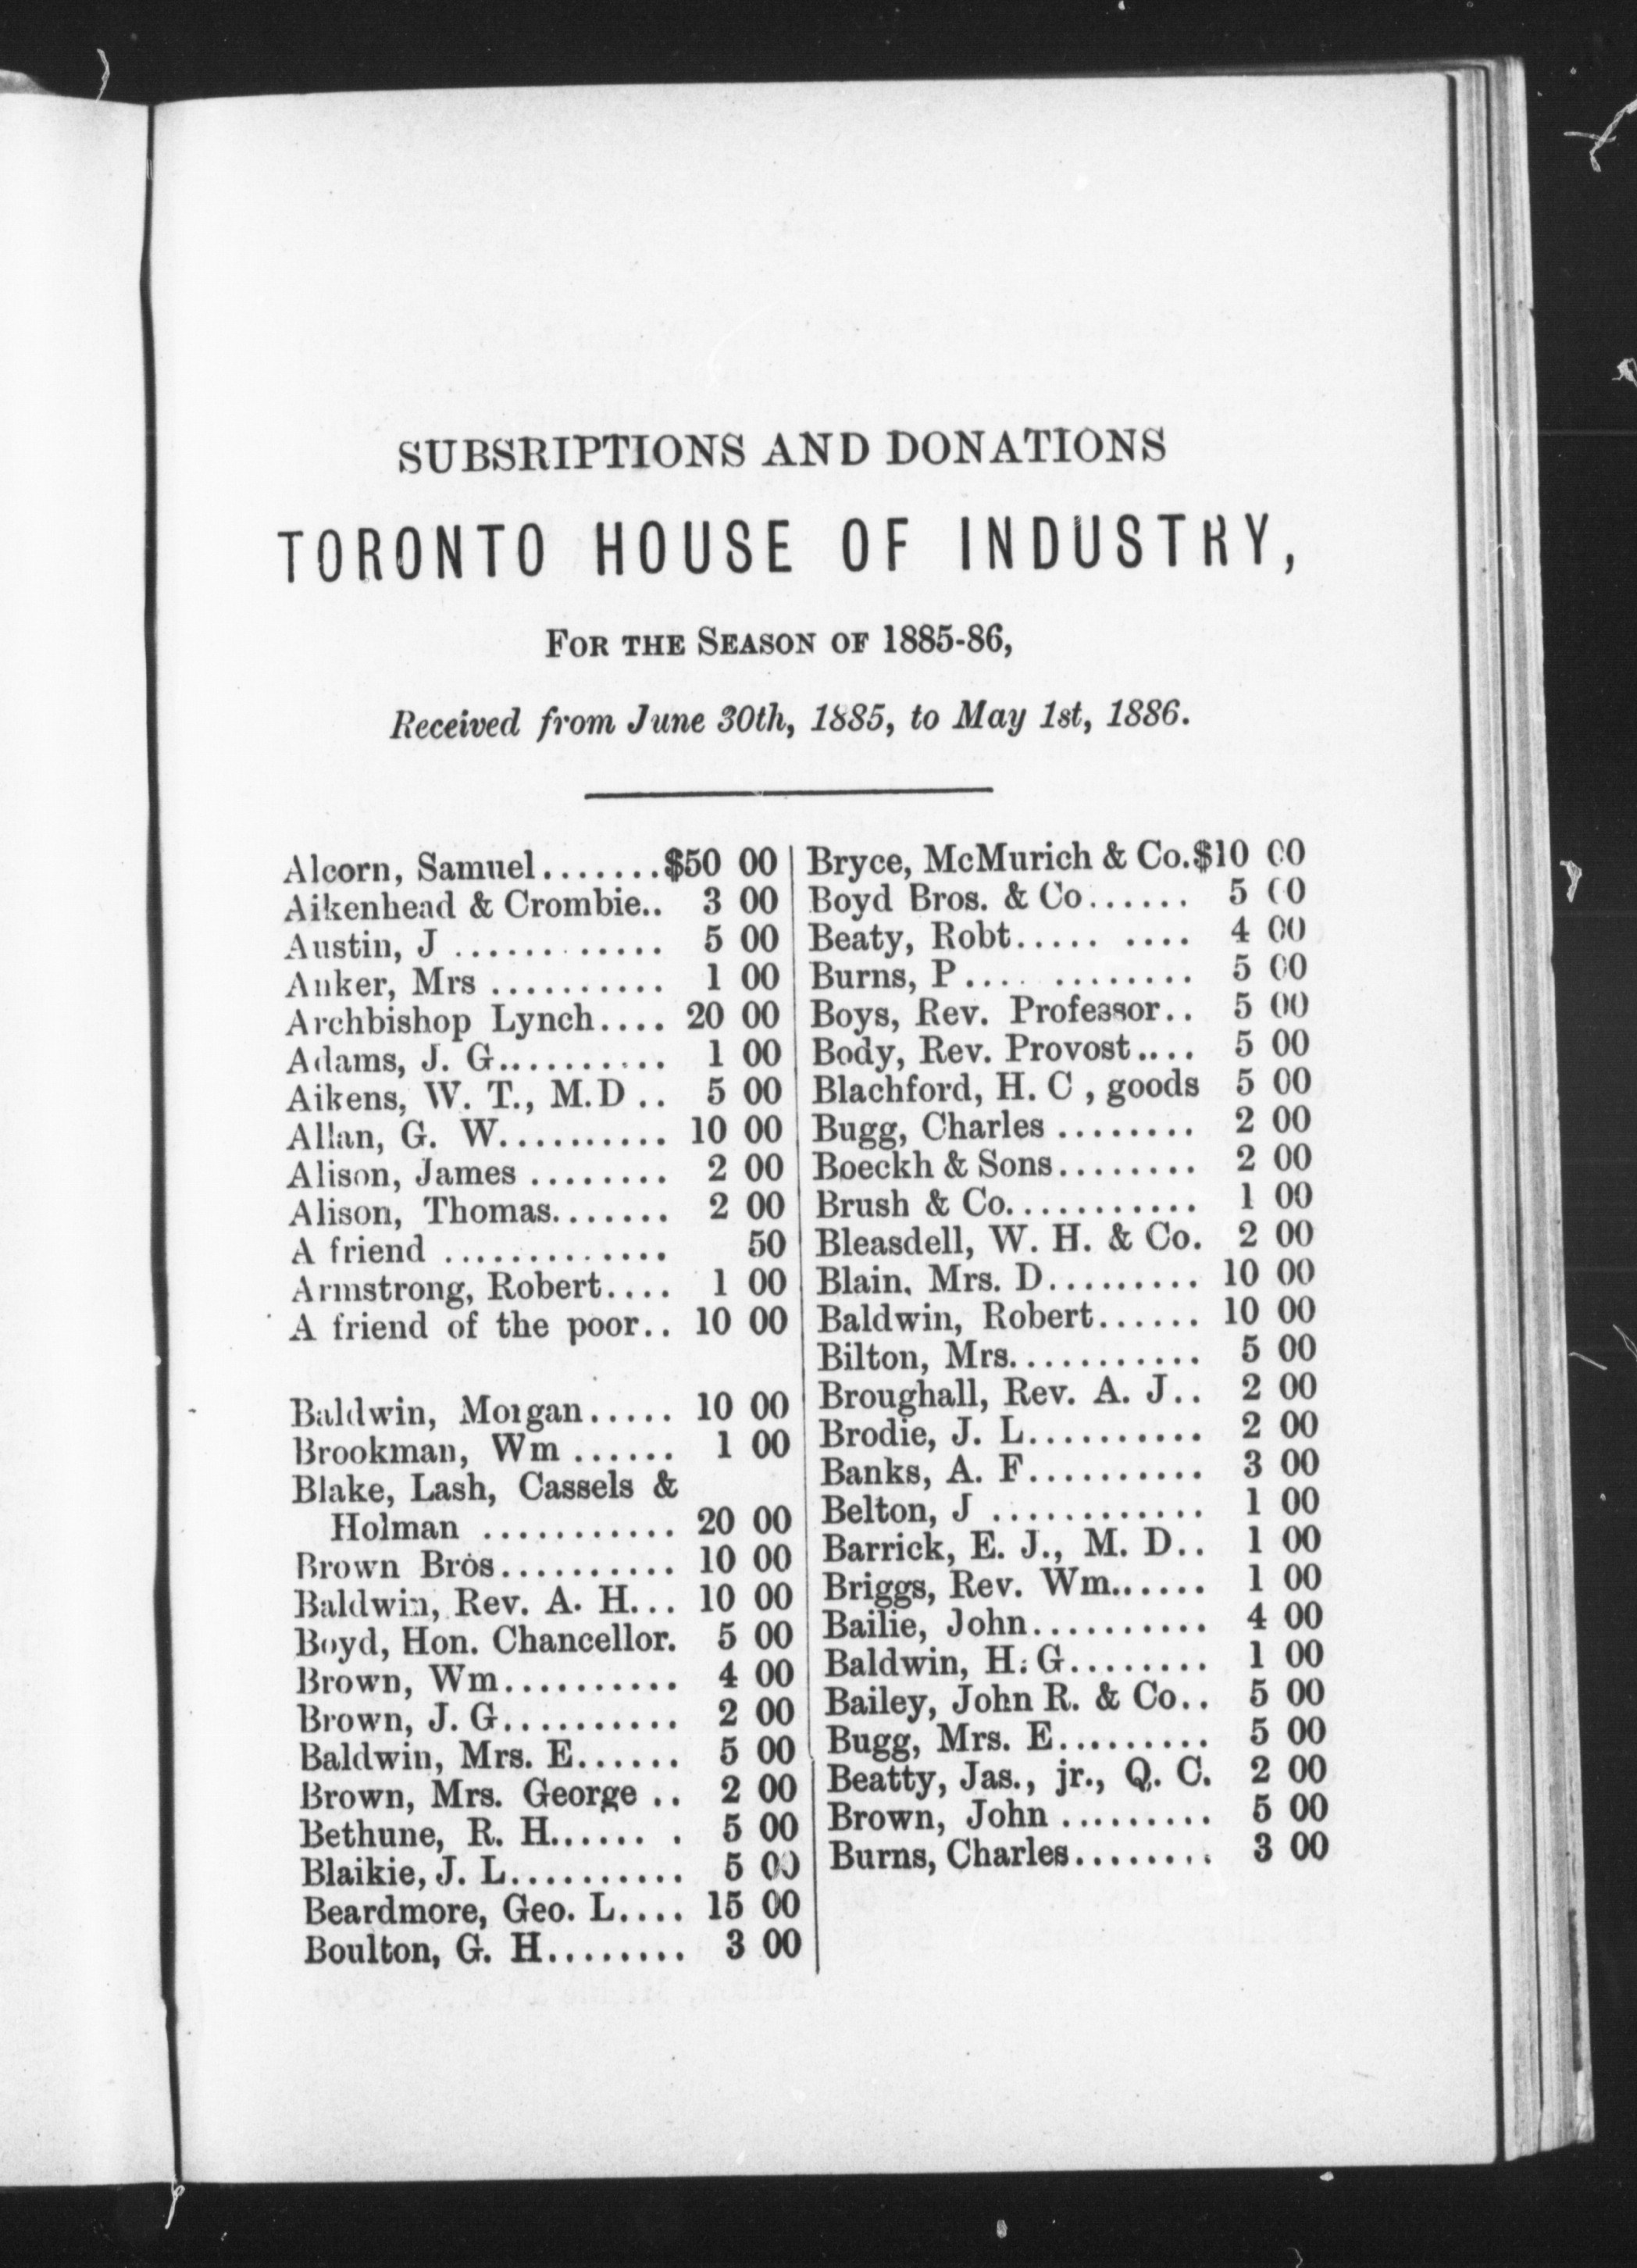 SUBSRIPTIONS AND DONATIONS
TORONTO HOUSE OF INDUSTRY,
FOR THE SEASON OF 1885-86,
Received from June 30th, 1885, to May 1st, 1886.
Alcorn, Samuel.......$50 00
Aikenhead & Crombie.. 3 00
Austin, J ............ 5 00
Anker, Mrs .......... 1 00
Archbishop Lynch.... 20 00
Adams, J. G.......... 1 00
Aikens, W. T., M.D .. 5 00
Allan, G. W.......... 10 00
Alison, James ........ 2 00
Alison, Thomas....... 2 00
A friend ............. 50
Armstrong, Robert.... 1 00
A friend of the poor.. 10 00
Baldwin, Morgan..... 10 00
Brookman, Wm ...... 1 00
Blake, Lash, Cassels &
Holman ........... 20 00
Brown Bros........... 10 00
Baldwin, Rev. A. H... 10 00
Boyd, Hon. Chancellor. 5 00
Brown, Wm.......... 4 00
Brown, J. G.......... 2 00
Baldwin, Mrs. E...... 5 00
Brown, Mrs. George .. 2 00
Bethune, R. H...... . 5 00
Blaikie, J. L.......... 5 00
Beardmore, Geo. L.... 15 00
Boulton, G. H........ 3 00
Bryce, McMurich & Co.$10 00
Boyd Bros. & Co...... 5 00
Beaty, Robt..... .... 4 00
Burns, P.... ........ 5 00
Boys, Rev. Professor.. 5 00
Body, Rev. Provost.... 5 00
Blachford, H. C , goods 5 00
Bugg, Charles ........ 2 00
Boeckh & Sons........ 2 00
Brush & Co........... 1 00
Bleasdell, W. H. & Co. 2 00
Blain, Mrs. D......... 10 00
Baldwin, Robert...... 10 00
Bilton, Mrs........... 5 00
Broughall, Rev. A. J.. 2 00
Brodie, J. L.......... 2 00
Banks, A. F.......... 3 00
Belton, J ............ 1 00
Barrick, E. J., M. D.. 1 00
Briggs, Rev. Wm...... 1 00
Bailie, John.......... 4 00
Baldwin, H. G........ 1 00
Bailey, John R. & Co.. 5 00
Bugg, Mrs. E......... 5 00
Beatty, Jas., jr., Q. C. 2 00
Brown, John ......... 5 00
Burns, Charles........ 3 00